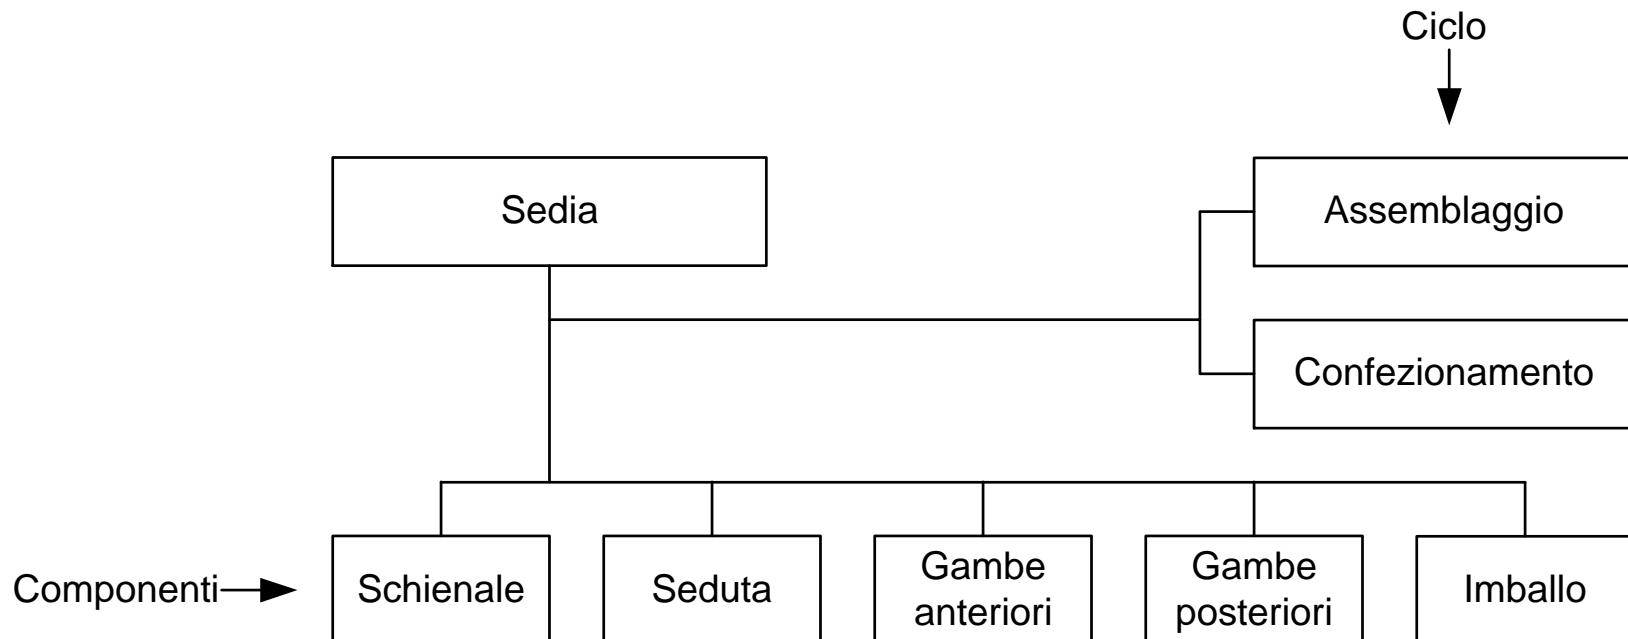 Ciclo
Sedia
Assemblaggio
Confezionamento
Componenti
Schienale
Seduta
Gambe
anteriori
Gambe
posteriori
Imballo